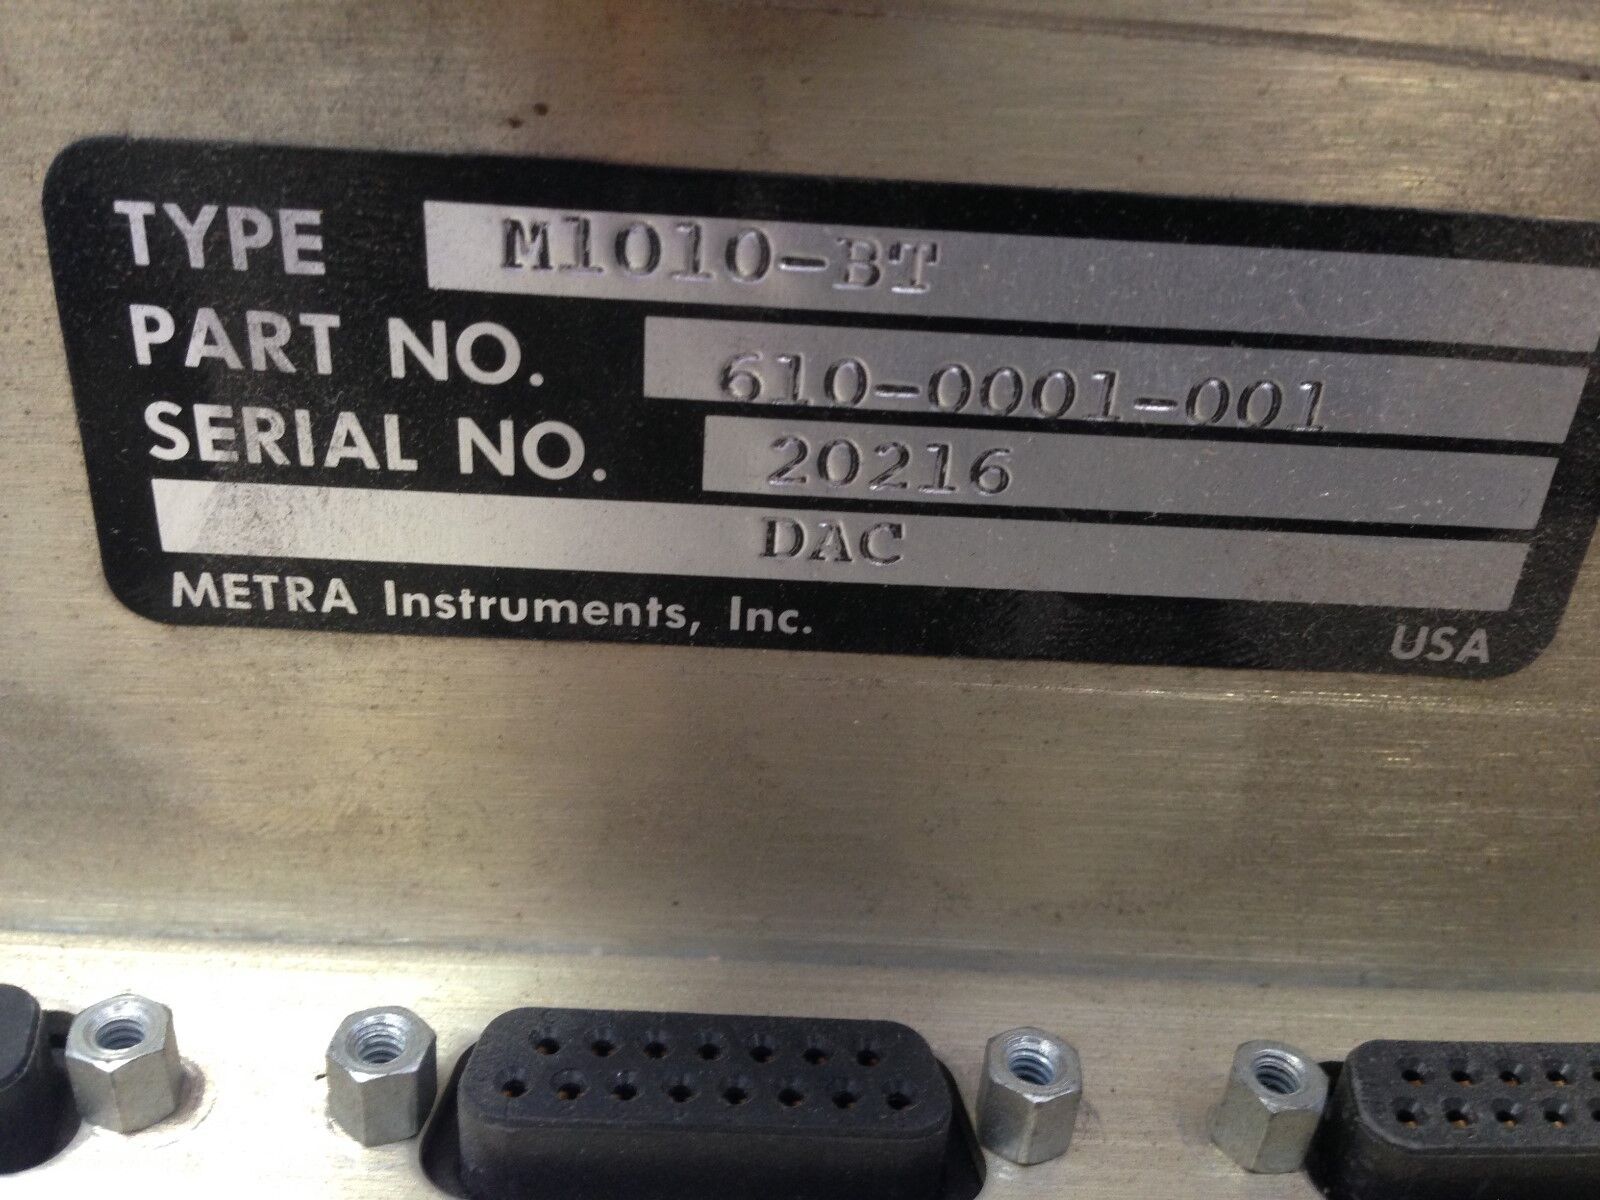 TYPE M1010-BT
PART NO. 610-0001-001
SERIAL NO. 20216
DAC
METRA Instruments, Inc. USA